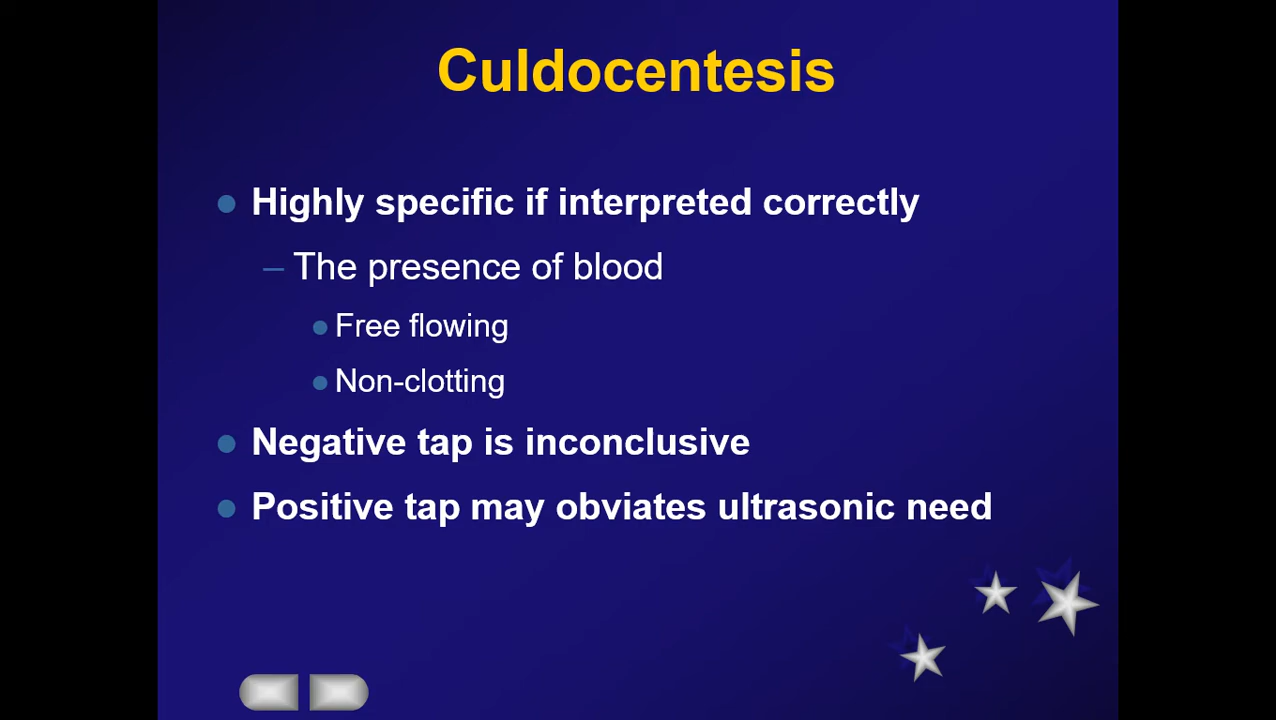 Culdocentesis
Highly specific if interpreted correctly
– The presence of blood
Free flowing
Non-clotting
Negative tap is inconclusive
Positive tap may obviates ultrasonic need